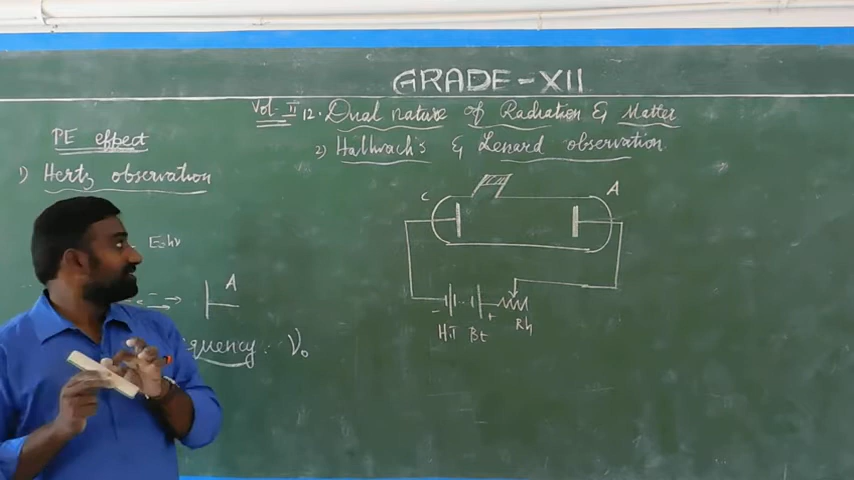 GRADE-XII
Vol-II 12. Dual nature of Radiation & Matter
PE effect
2) Hallwach's & Lenard observation
1) Hertz observation
C A
E=hν
A
- +
HT Bt Rh
quency : ν₀